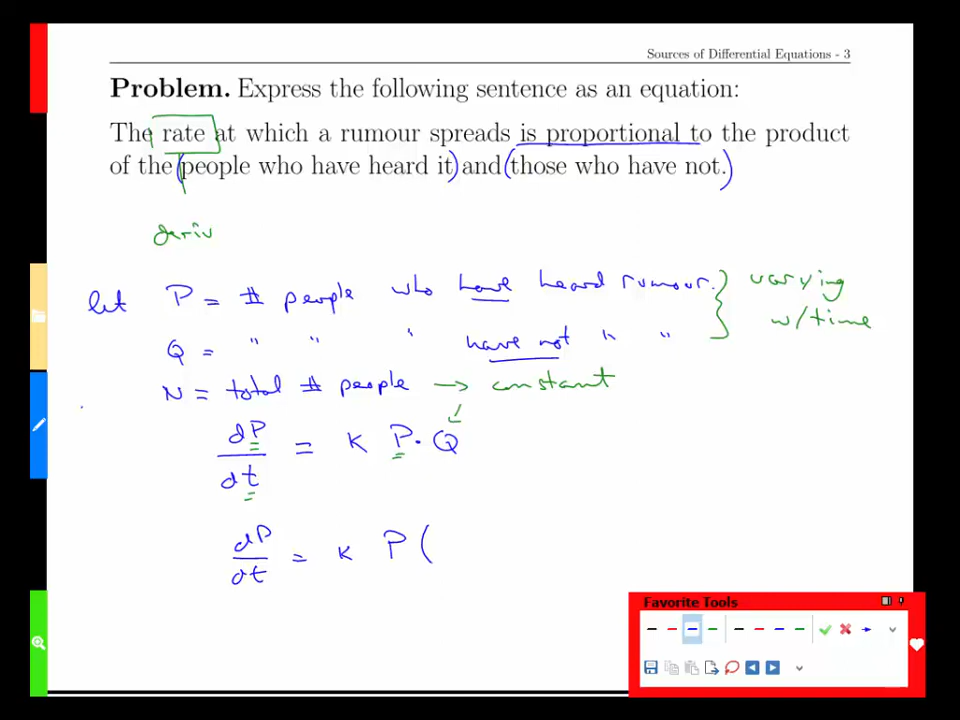 Sources of Differential Equations - 3
Problem. Express the following sentence as an equation:
The rate at which a rumour spreads is proportional to the product
of the (people who have heard it) and (those who have not.)
deriv
let P = # people who have heard rumour. } varying
w/time
Q = " " " have not " "
N = total # people → constant
dP/dt = K P · Q
dP/dt = K P (
Favorite Tools